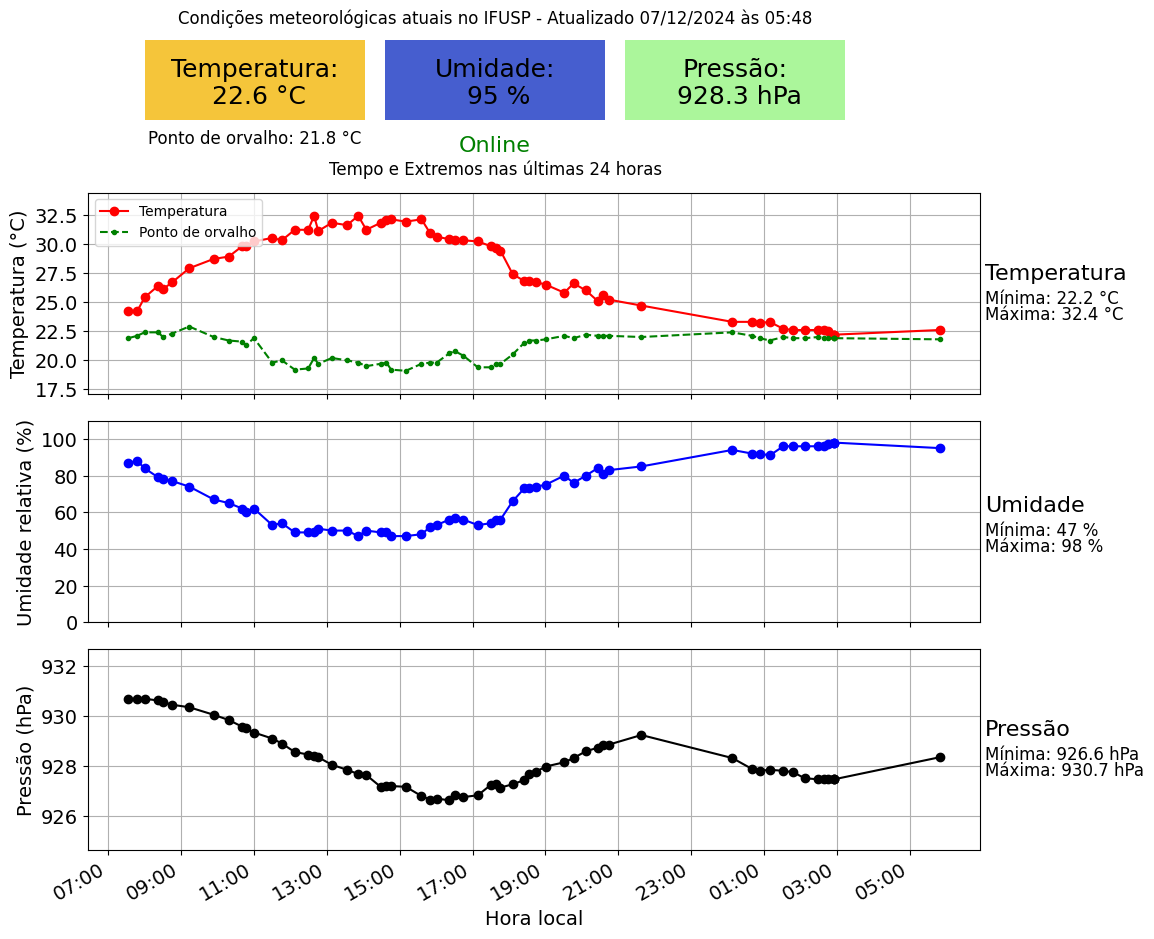 Condições meteorológicas atuais no IFUSP - Atualizado 07/12/2024 às 05:48
Temperatura:
22.6 °C
Umidade:
95 %
Pressão:
928.3 hPa
Ponto de orvalho: 21.8 °C
Online
Tempo e Extremos nas últimas 24 horas
Temperatura (°C)
32.5
30.0
27.5
25.0
22.5
20.0
17.5
Temperatura
Ponto de orvalho
Temperatura
Mínima: 22.2 °C
Máxima: 32.4 °C
Umidade relativa (%)
100
80
60
40
20
0
Umidade
Mínima: 47 %
Máxima: 98 %
Pressão (hPa)
932
930
928
926
Pressão
Mínima: 926.6 hPa
Máxima: 930.7 hPa
07:00
09:00
11:00
13:00
15:00
17:00
19:00
21:00
23:00
01:00
03:00
05:00
Hora local